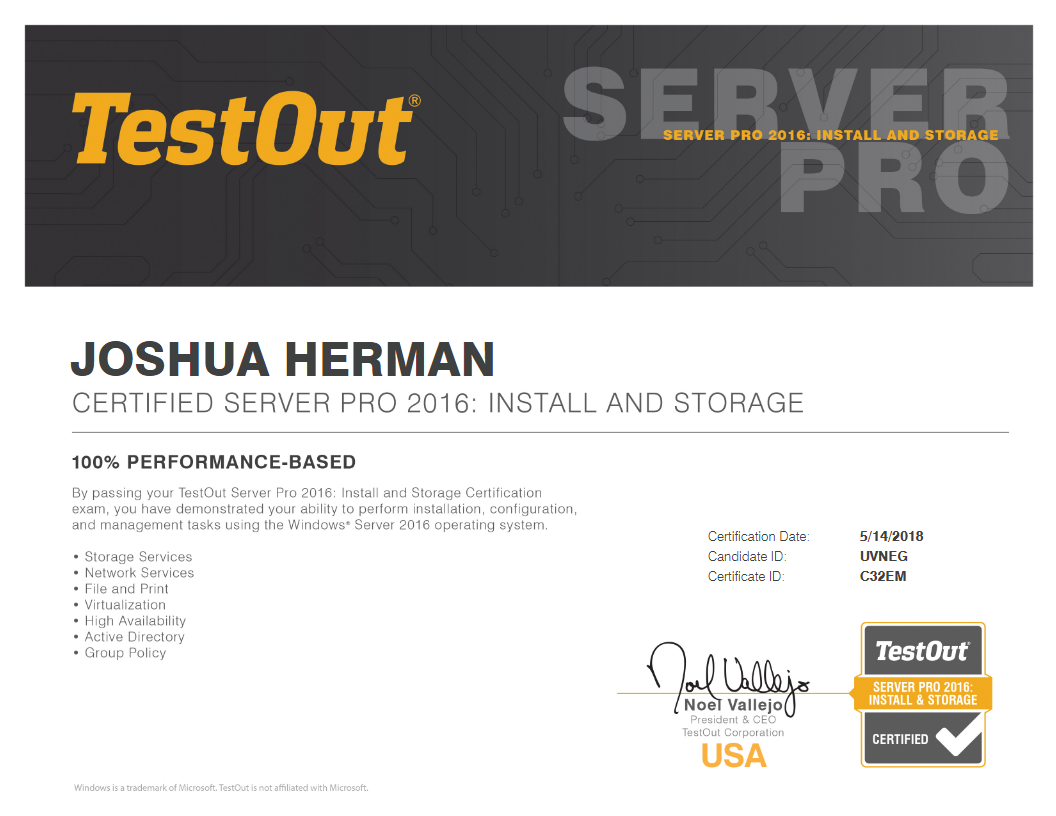 TestOut®
SERVER
SERVER PRO 2016: INSTALL AND STORAGE
PRO
JOSHUA HERMAN
CERTIFIED SERVER PRO 2016: INSTALL AND STORAGE
100% PERFORMANCE-BASED
By passing your TestOut Server Pro 2016: Install and Storage Certification
exam, you have demonstrated your ability to perform installation, configuration,
and management tasks using the Windows® Server 2016 operating system.
• Storage Services
• Network Services
• File and Print
• Virtualization
• High Availability
• Active Directory
• Group Policy
Certification Date: 5/14/2018
Candidate ID: UVNEG
Certificate ID: C32EM
Noel Vallejo
Noel Vallejo
President & CEO
TestOut Corporation
USA
TestOut®
SERVER PRO 2016:
INSTALL & STORAGE
CERTIFIED
Windows is a trademark of Microsoft. TestOut is not affiliated with Microsoft.